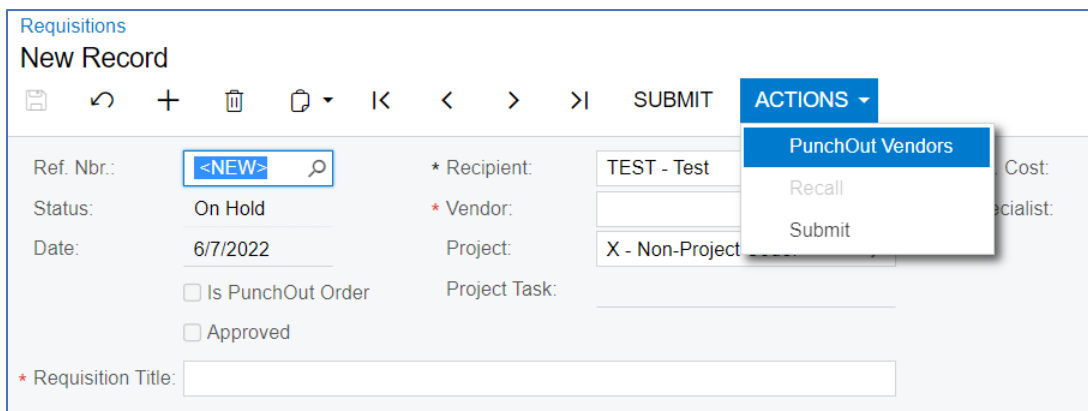 Requisitions
New Record
SUBMIT ACTIONS
PunchOut Vendors
Recall
Submit
Ref. Nbr.: <NEW> * Recipient: TEST - Test Cost:
Status: On Hold * Vendor:
Date: 6/7/2022 Project: X - Non-Project
Is PunchOut Order Project Task:
Approved
* Requisition Title: